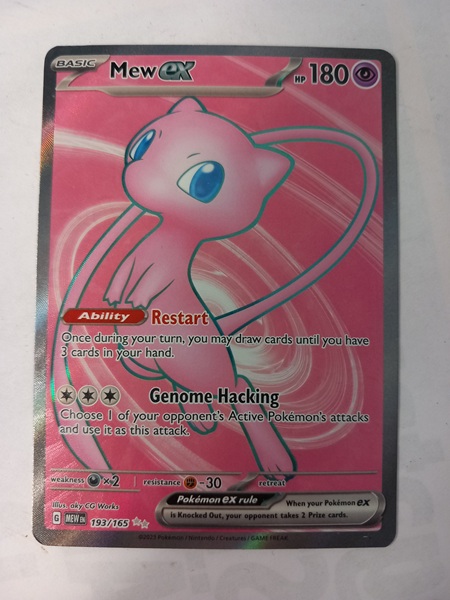 BASIC
Mew ex
HP 180
Ability Restart
Once during your turn, you may draw cards until you have
3 cards in your hand.
Genome Hacking
Choose 1 of your opponent's Active Pokémon's attacks
and use it as this attack.
weakness ×2 resistance -30 retreat
Pokémon ex rule
When your Pokémon ex
is Knocked Out, your opponent takes 2 Prize cards.
Illus. aky CG Works
G MEW EN 193/165
©2023 Pokémon / Nintendo / Creatures / GAME FREAK